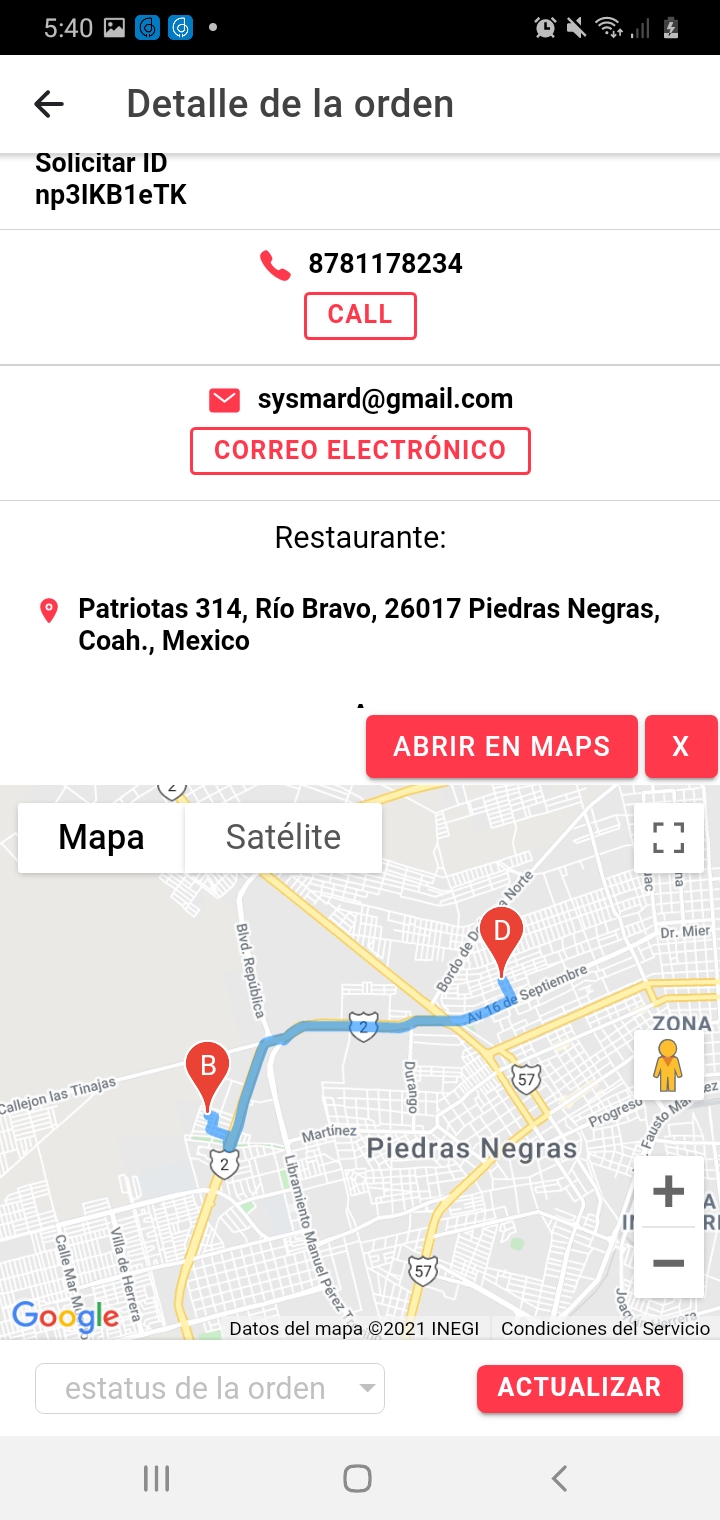 5:40
Detalle de la orden
Solicitar ID
np3IKB1eTK
8781178234
CALL
sysmard@gmail.com
CORREO ELECTRÓNICO
Restaurante:
Patriotas 314, Río Bravo, 26017 Piedras Negras,
Coah., Mexico
ABRIR EN MAPS
X
2
Mapa
Satélite
Norte
Bordo de
D
Dr. Mier
Blvd. República
Av 16 de Septiembre
2
ZONA
B
57
Callejon las Tinajas
Durango
Progreso
Martínez
Piedras Negras
2
Libramiento Manuel Pérez
Villa de Herrera
Calle Mar
57
Google
Datos del mapa ©2021 INEGI
Condiciones del Servicio
estatus de la orden
ACTUALIZAR